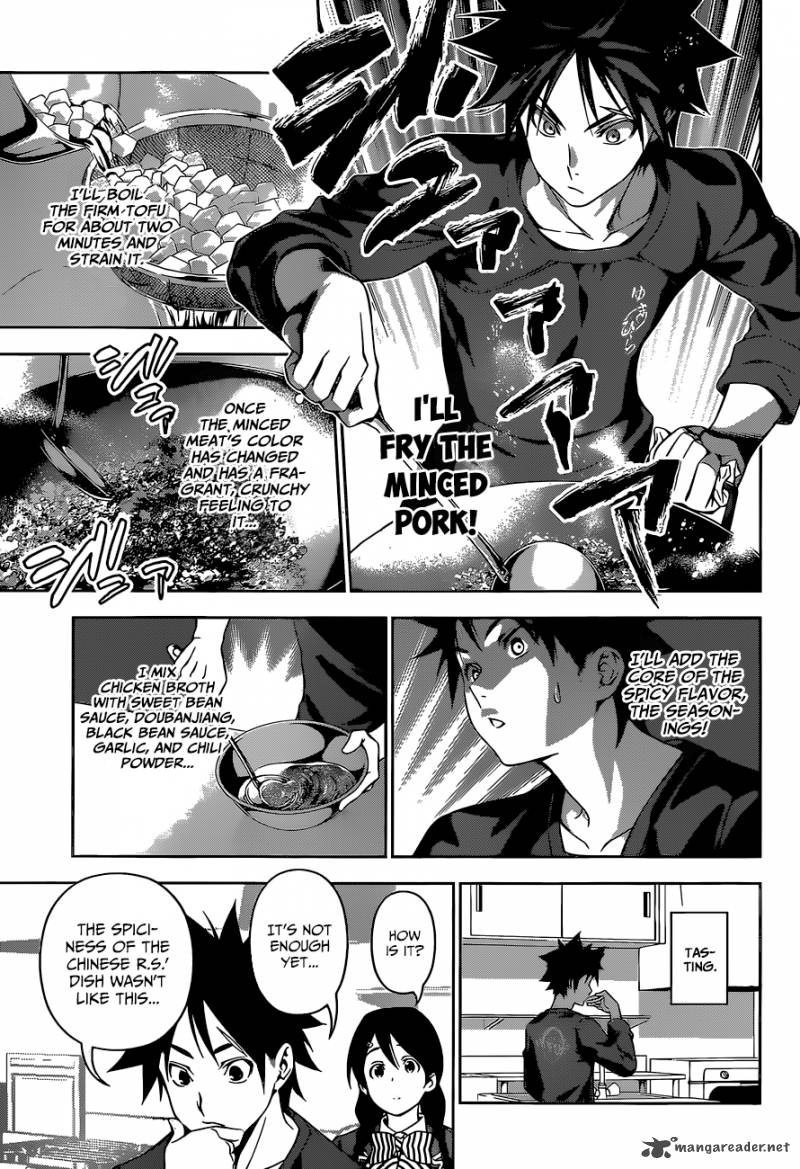 I'LL
FRY THE
MINCED
PORK!
ゆきひら
I'LL BOIL
THE FIRM TOFU
FOR ABOUT TWO
MINUTES AND
STRAIN IT.
ONCE
THE MINCED
MEAT'S COLOR
HAS CHANGED
AND HAS A FRA-
GRANT, CRUNCHY
FEELING TO
IT...
I'LL ADD THE
CORE OF THE
SPICY FLAVOR,
THE SEASON-
INGS!
I MIX
CHICKEN BROTH
WITH SWEET BEAN
SAUCE, DOUBANJIANG,
BLACK BEAN SAUCE,
GARLIC, AND CHILI
POWDER...
TAS-
TING.
HOW
IS IT?
IT'S NOT
ENOUGH
YET...
THE SPICI-
NESS OF THE
CHINESE R.S.'
DISH WASN'T
LIKE THIS...
mangareader.net